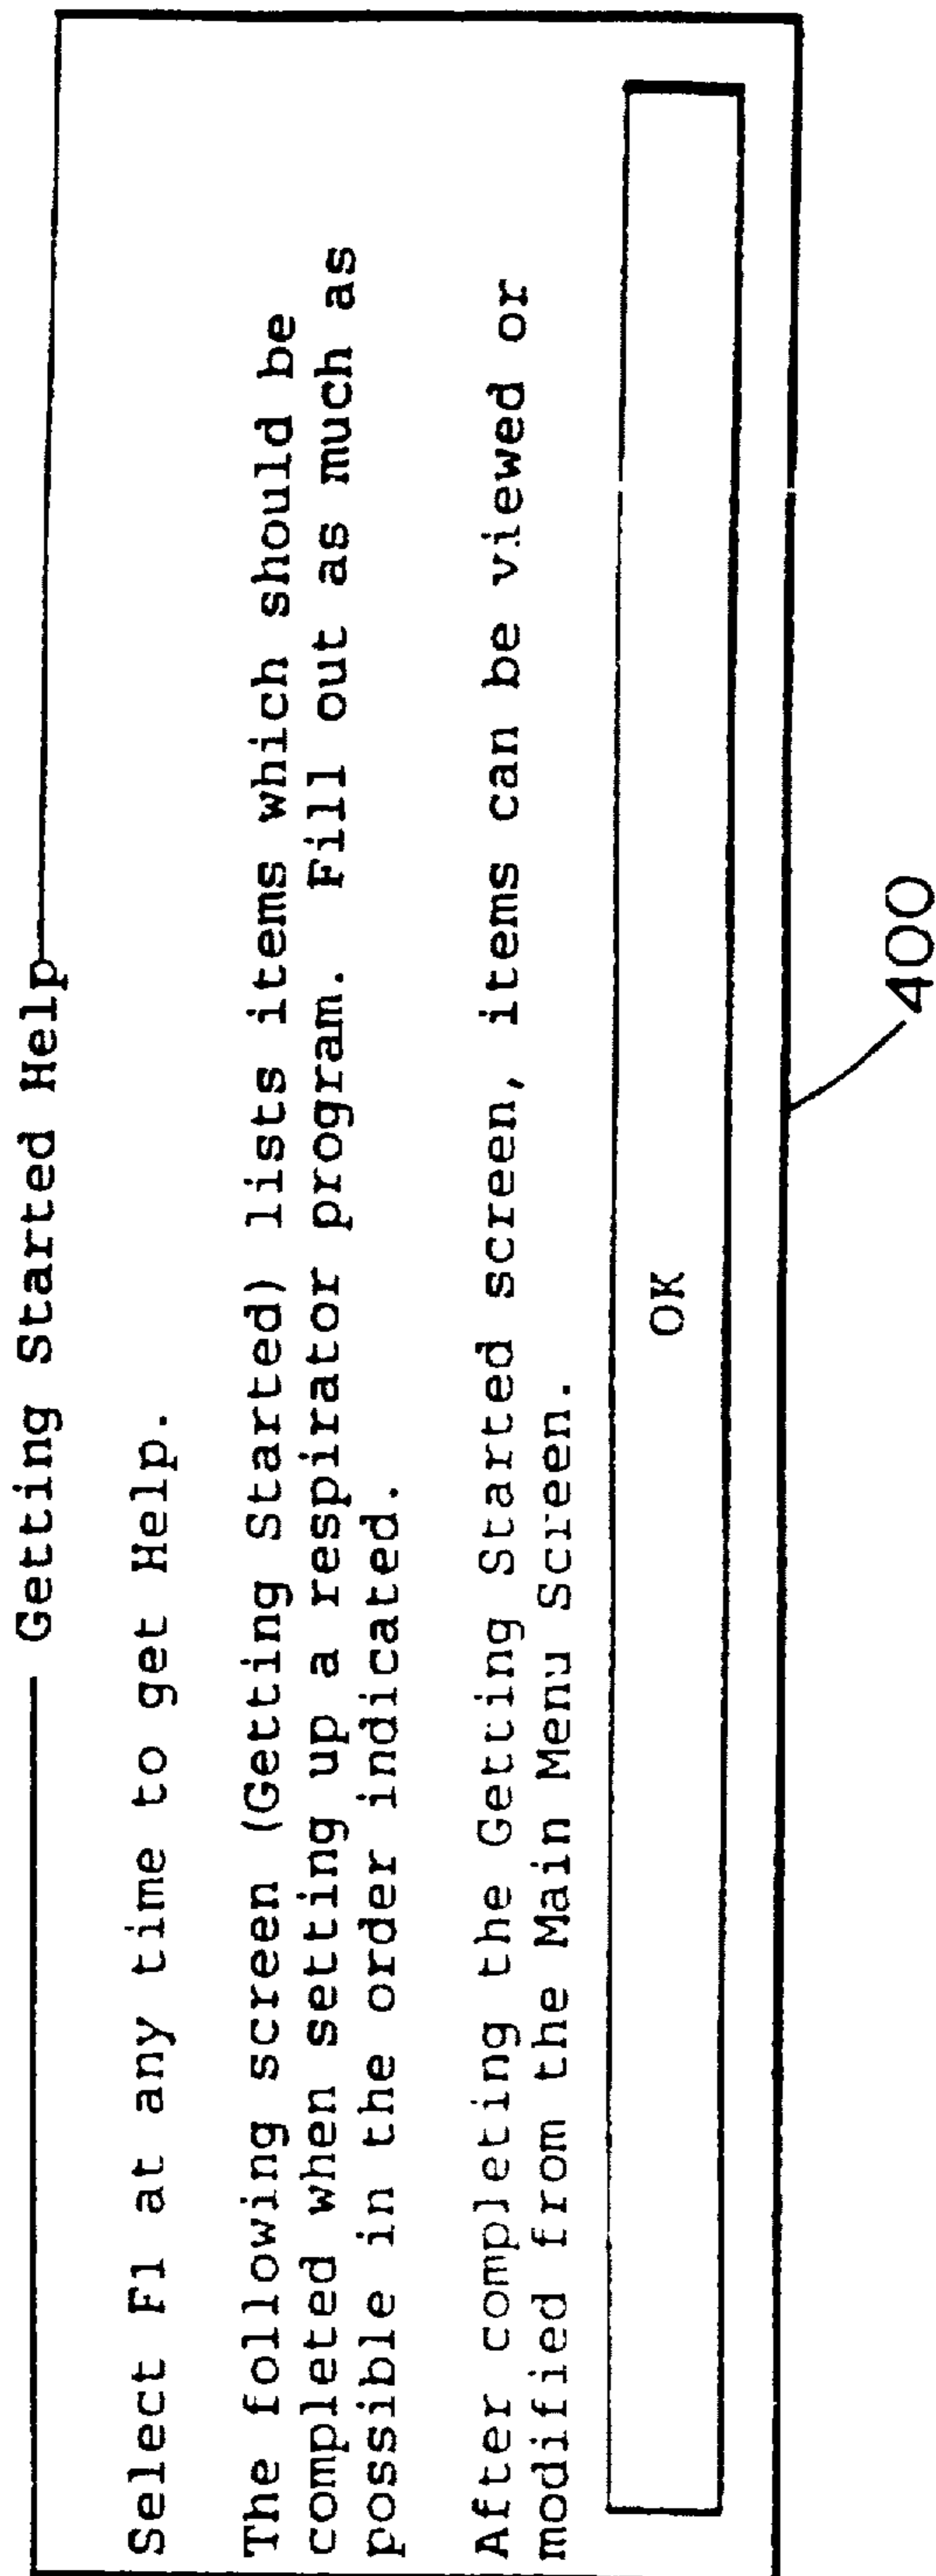 Getting Started Help
Select F1 at any time to get Help.
The following screen (Getting Started) lists items which should be
completed when setting up a respirator program. Fill out as much as
possible in the order indicated.
After completing the Getting Started screen, items can be viewed or
modified from the Main Menu Screen.
OK
400